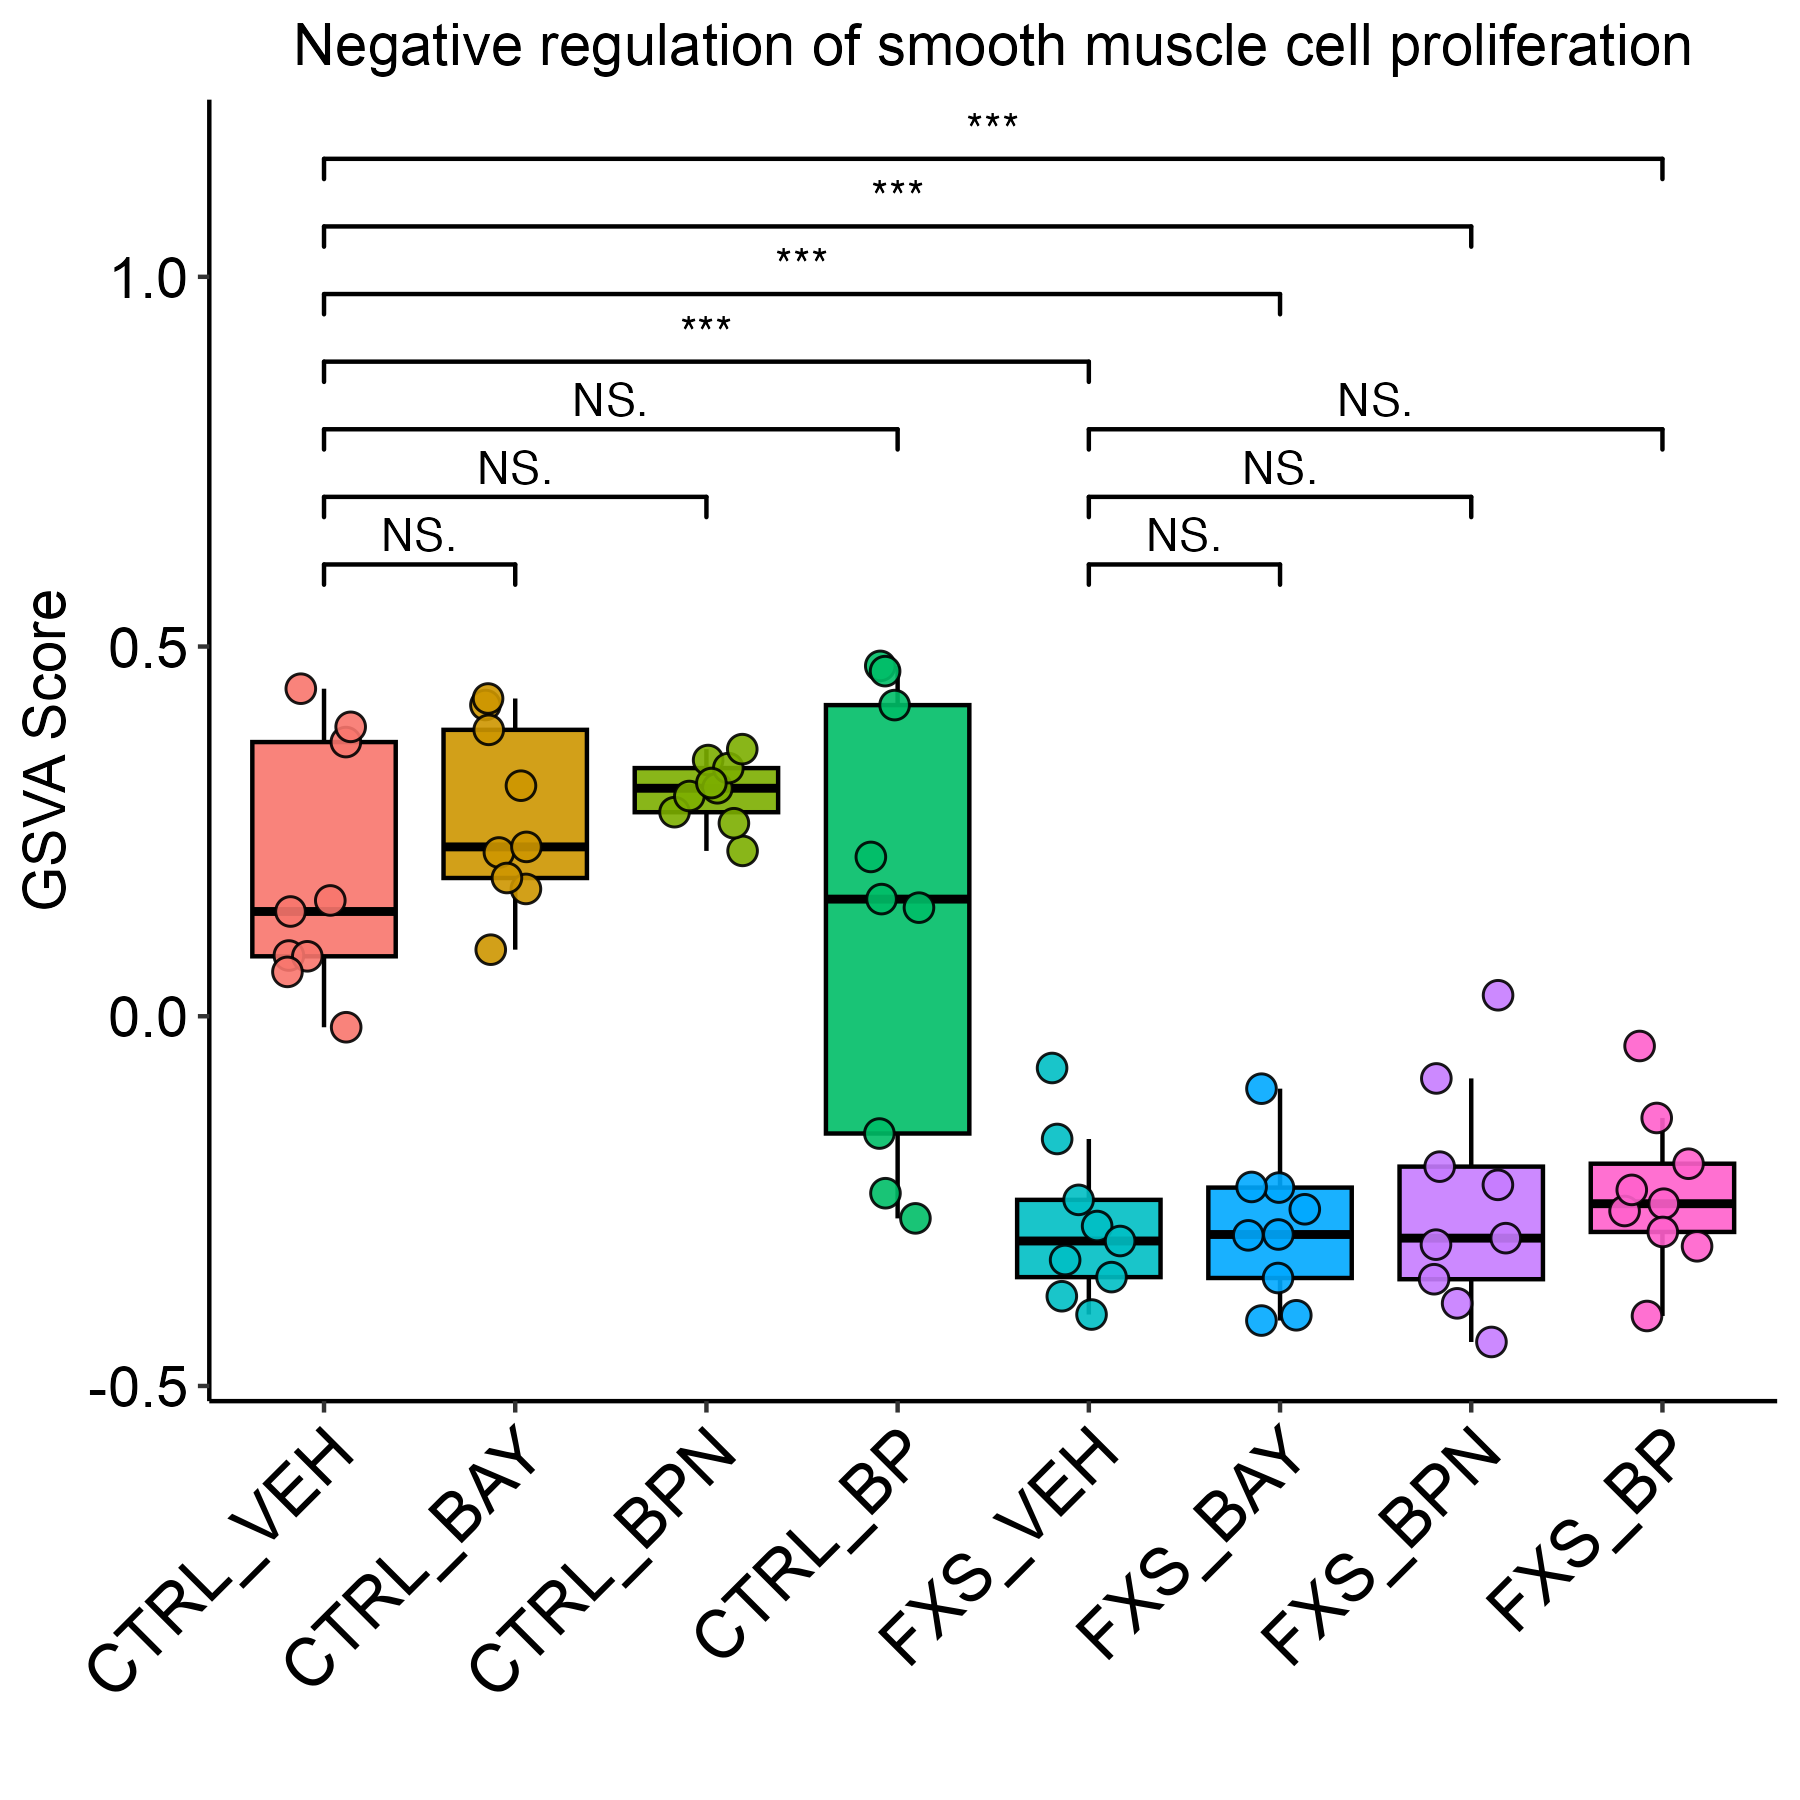 Negative regulation of smooth muscle cell proliferation
***
***
***
***
NS.
NS.
NS.
NS.
NS.
NS.
GSVA Score
1.0
0.5
0.0
-0.5
CTRL_VEH
CTRL_BAY
CTRL_BPN
CTRL_BP
FXS_VEH
FXS_BAY
FXS_BPN
FXS_BP